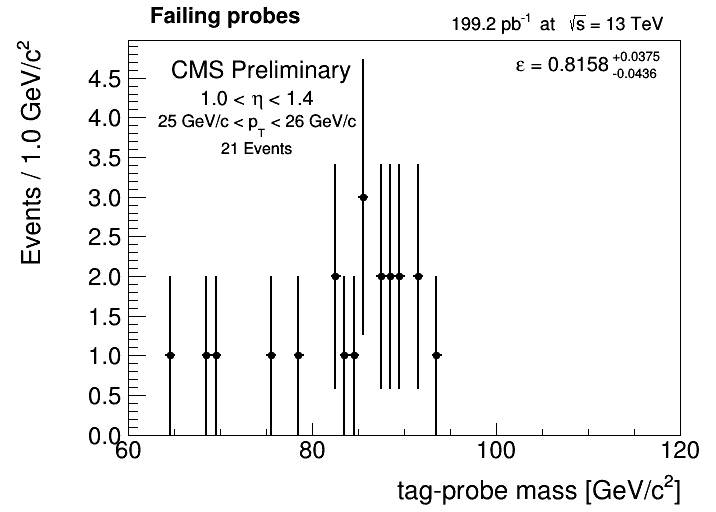 Failing probes
199.2 pb⁻¹ at √s = 13 TeV
CMS Preliminary
1.0 < η < 1.4
25 GeV/c < p_T < 26 GeV/c
21 Events
ε = 0.8158 +0.0375 -0.0436
Events / 1.0 GeV/c²
4.5
4.0
3.5
3.0
2.5
2.0
1.5
1.0
0.5
0.0
60 80 100 120
tag-probe mass [GeV/c²]